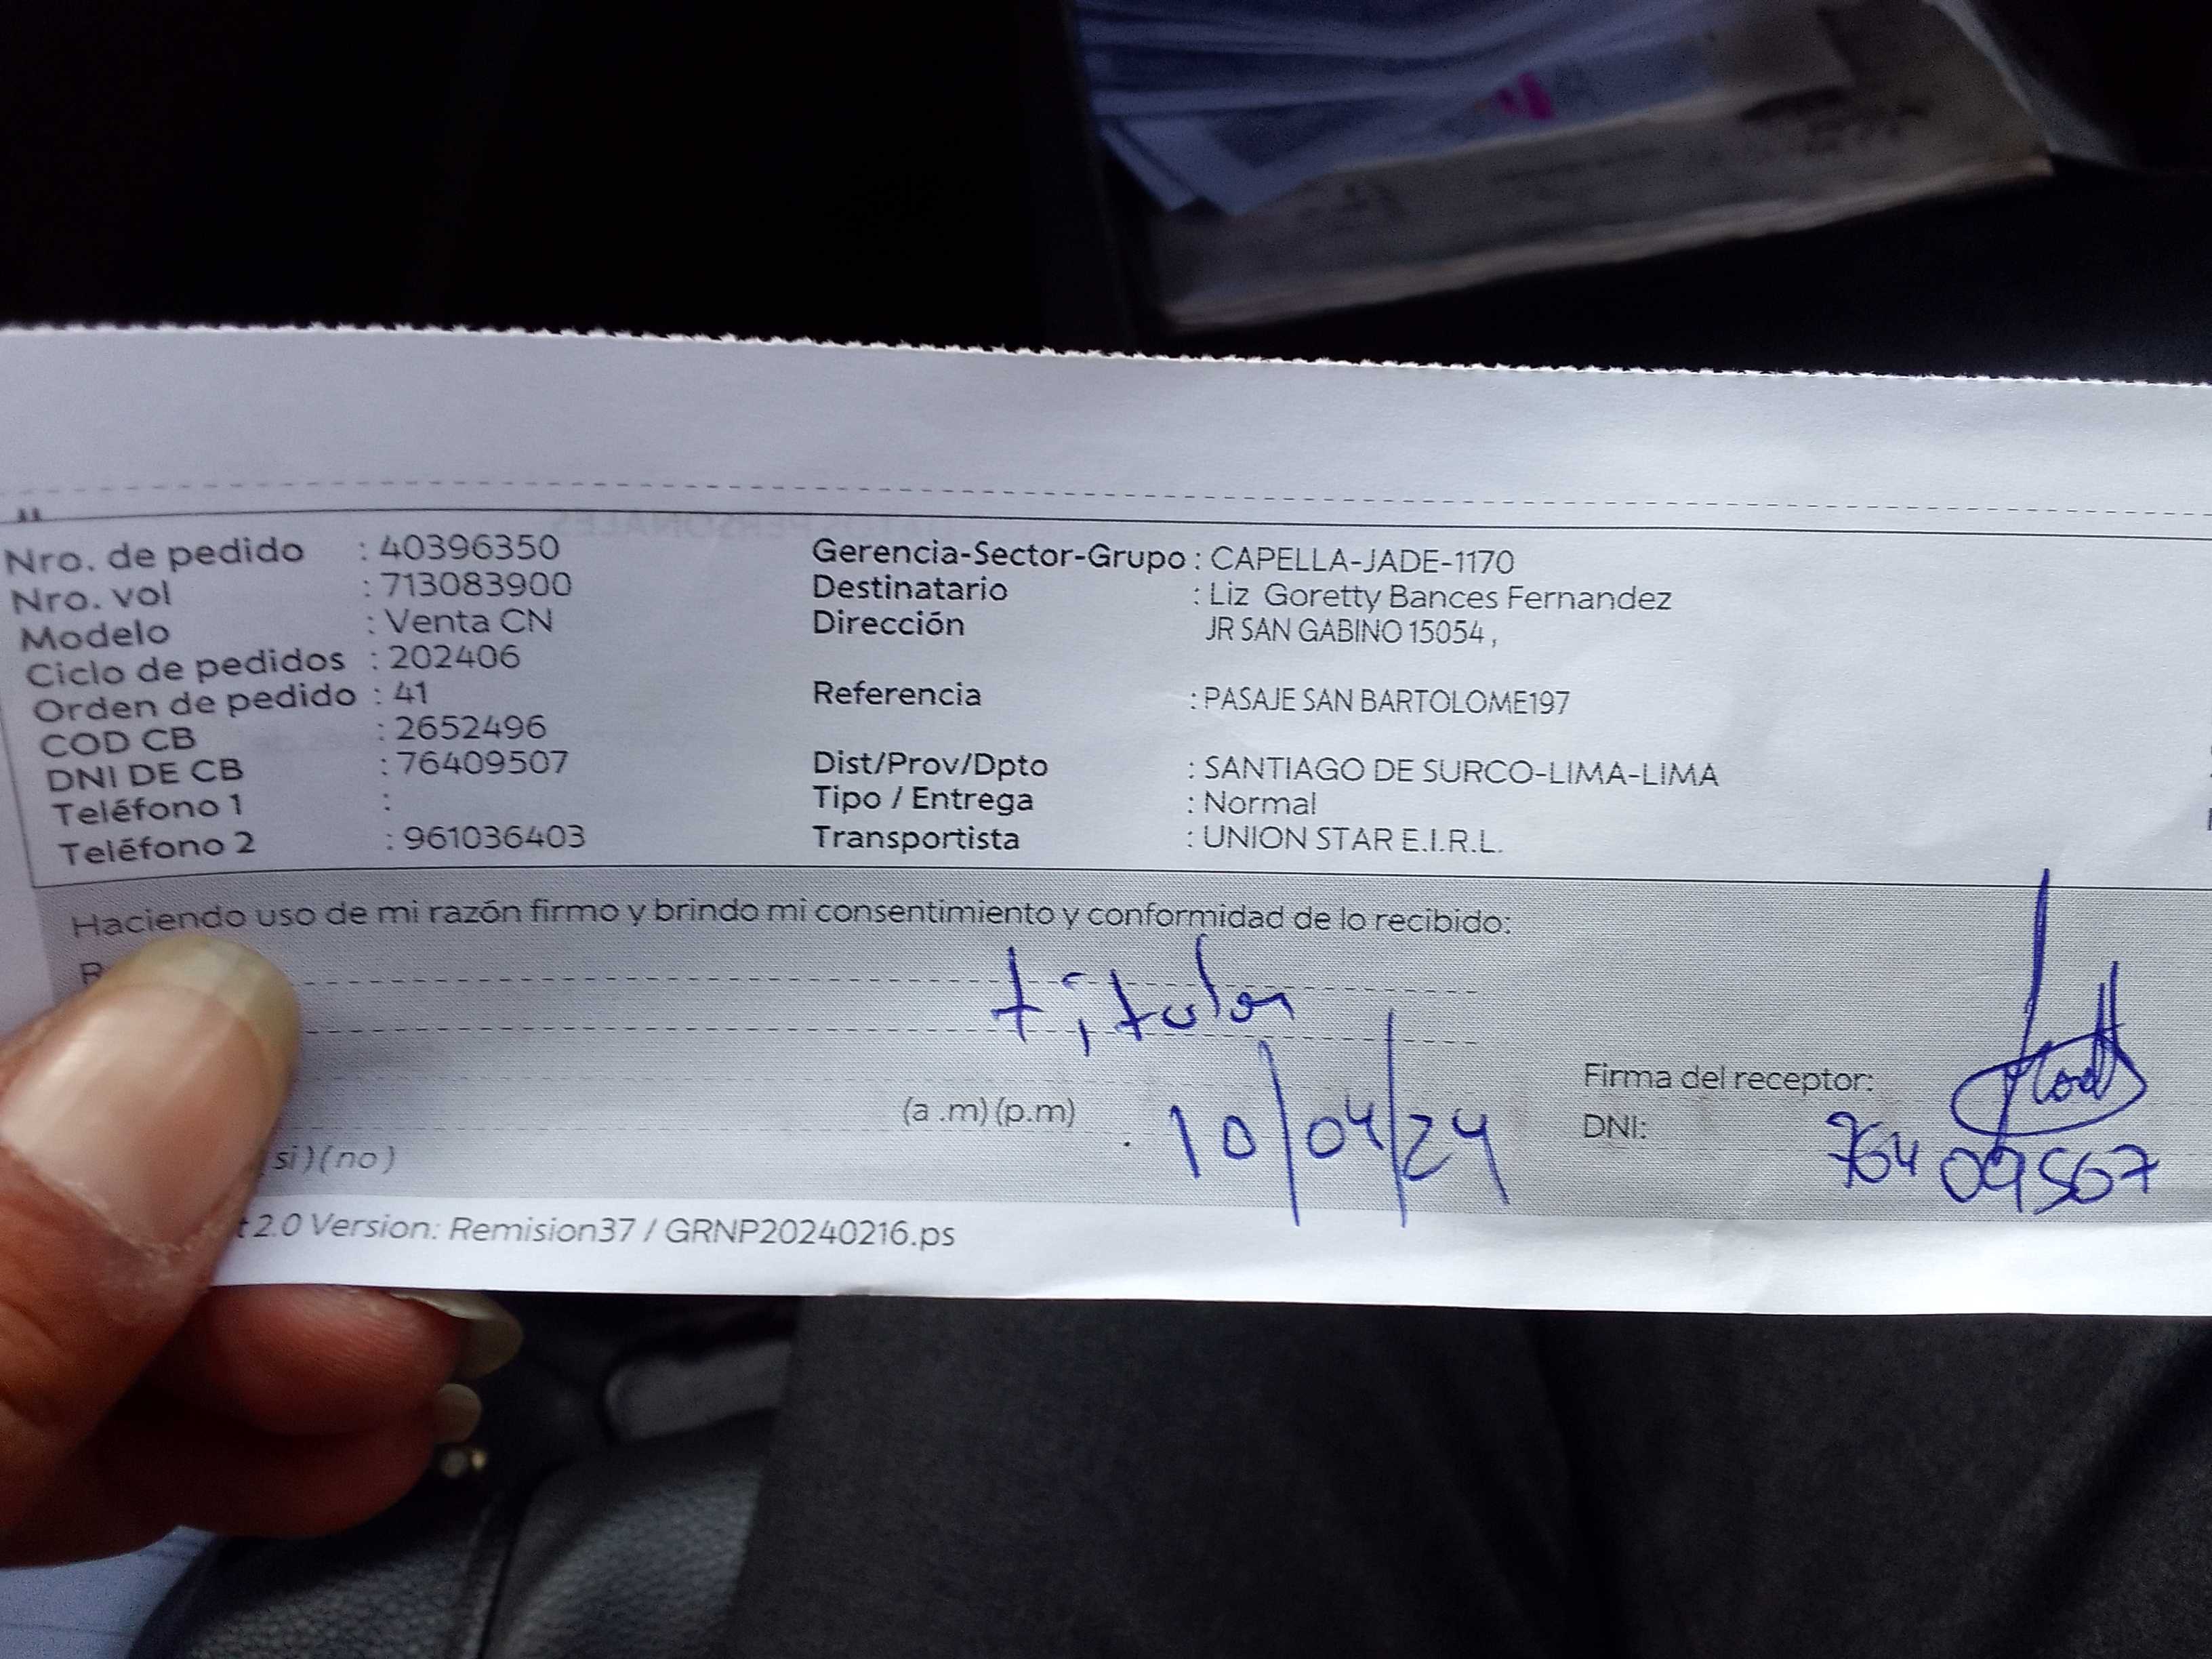 Nro. de pedido : 40396350
Nro. vol : 713083900
Modelo : Venta CN
Ciclo de pedidos : 202406
Orden de pedido : 41
COD CB : 2652496
DNI DE CB : 76409507
Teléfono 1 :
Teléfono 2 : 961036403
Gerencia-Sector-Grupo : CAPELLA-JADE-1170
Destinatario : Liz Goretty Bances Fernandez
Dirección JR SAN GABINO 15054 ,
Referencia : PASAJE SAN BARTOLOME197
Dist/Prov/Dpto : SANTIAGO DE SURCO-LIMA-LIMA
Tipo / Entrega : Normal
Transportista : UNION STAR E.I.R.L.
Haciendo uso de mi razón firmo y brindo mi consentimiento y conformidad de lo recibido:
titular
(a .m) (p.m) 10/04/24
Firma del receptor:
DNI: 76409507
si ) ( no )
t 2.0 Version: Remision37 / GRNP20240216.ps